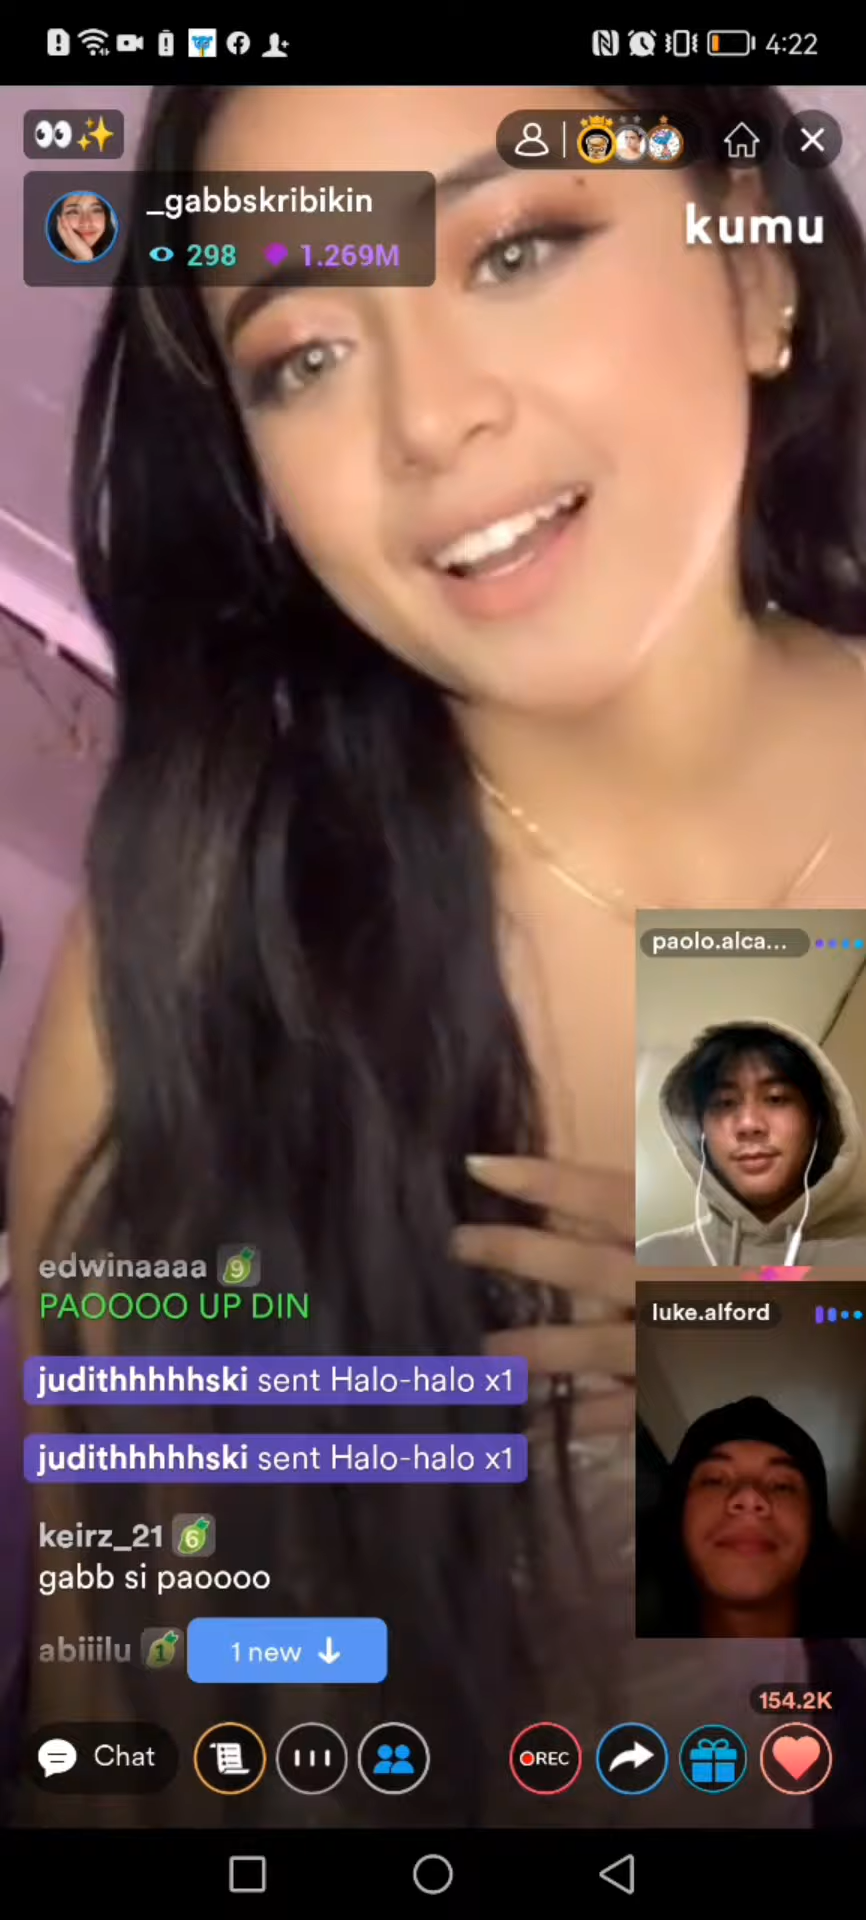 4:22
_gabbskribikin
298 1.269M
kumu
paolo.alca...
edwinaaaa 9
PAOOOO UP DIN
luke.alford
judithhhhhski sent Halo-halo x1
judithhhhhski sent Halo-halo x1
keirz_21 6
gabb si paoooo
abiiilu 1
1 new
154.2K
Chat
REC